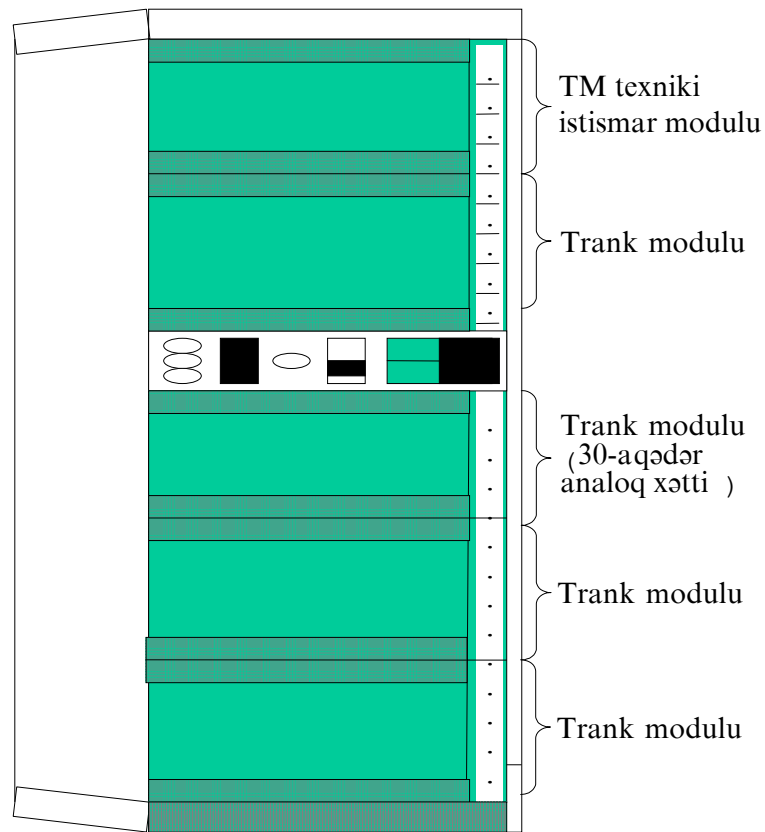 TM texniki
istismar modulu
Trank modulu
Trank modulu
(30-aqədər
analoq xətti )
Trank modulu
Trank modulu